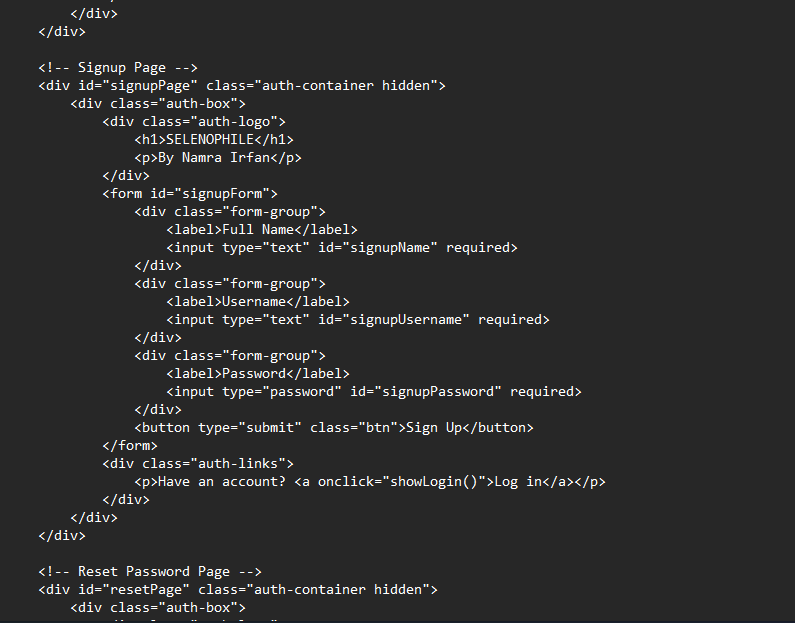 </div>
</div>
<!-- Signup Page -->
<div id="signupPage" class="auth-container hidden">
<div class="auth-box">
<div class="auth-logo">
<h1>SELENOPHILE</h1>
<p>By Namra Irfan</p>
</div>
<form id="signupForm">
<div class="form-group">
<label>Full Name</label>
<input type="text" id="signupName" required>
</div>
<div class="form-group">
<label>Username</label>
<input type="text" id="signupUsername" required>
</div>
<div class="form-group">
<label>Password</label>
<input type="password" id="signupPassword" required>
</div>
<button type="submit" class="btn">Sign Up</button>
</form>
<div class="auth-links">
<p>Have an account? <a onclick="showLogin()">Log in</a></p>
</div>
</div>
</div>
<!-- Reset Password Page -->
<div id="resetPage" class="auth-container hidden">
<div class="auth-box">